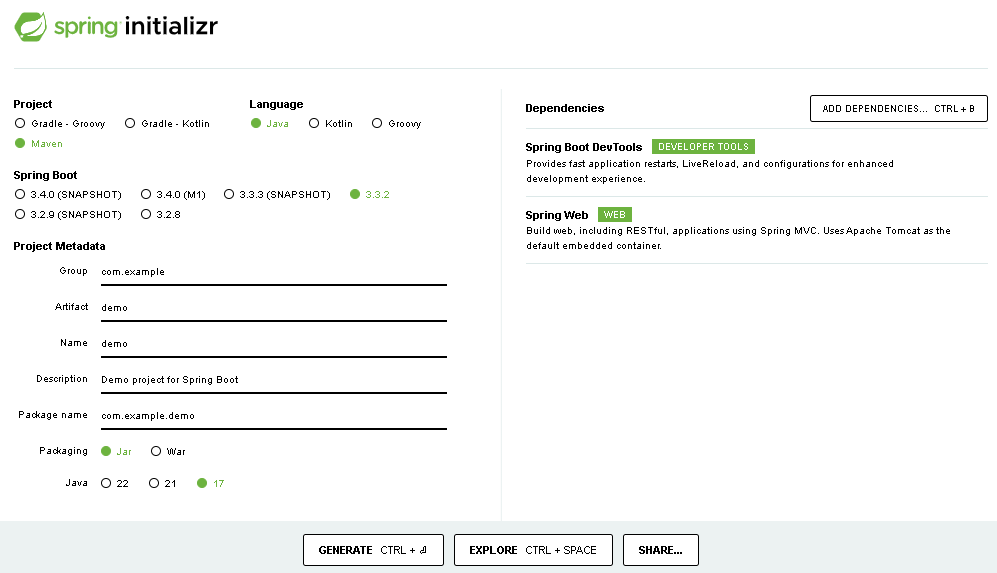 spring initializr
Project
Gradle - Groovy Gradle - Kotlin
Maven
Language
Java Kotlin Groovy
Spring Boot
3.4.0 (SNAPSHOT) 3.4.0 (M1) 3.3.3 (SNAPSHOT) 3.3.2
3.2.9 (SNAPSHOT) 3.2.8
Project Metadata
Group com.example
Artifact demo
Name demo
Description Demo project for Spring Boot
Package name com.example.demo
Packaging Jar War
Java 22 21 17
Dependencies ADD DEPENDENCIES... CTRL + B
Spring Boot DevTools DEVELOPER TOOLS
Provides fast application restarts, LiveReload, and configurations for enhanced
development experience.
Spring Web WEB
Build web, including RESTful, applications using Spring MVC. Uses Apache Tomcat as the
default embedded container.
GENERATE CTRL + ⏎ EXPLORE CTRL + SPACE SHARE...